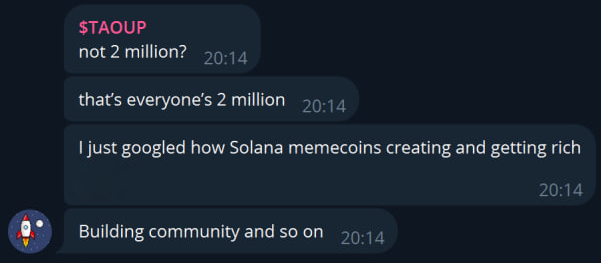 $TAOUP
not 2 million? 20:14
that’s everyone’s 2 million 20:14
I just googled how Solana memecoins creating and getting rich
20:14
Building community and so on 20:14